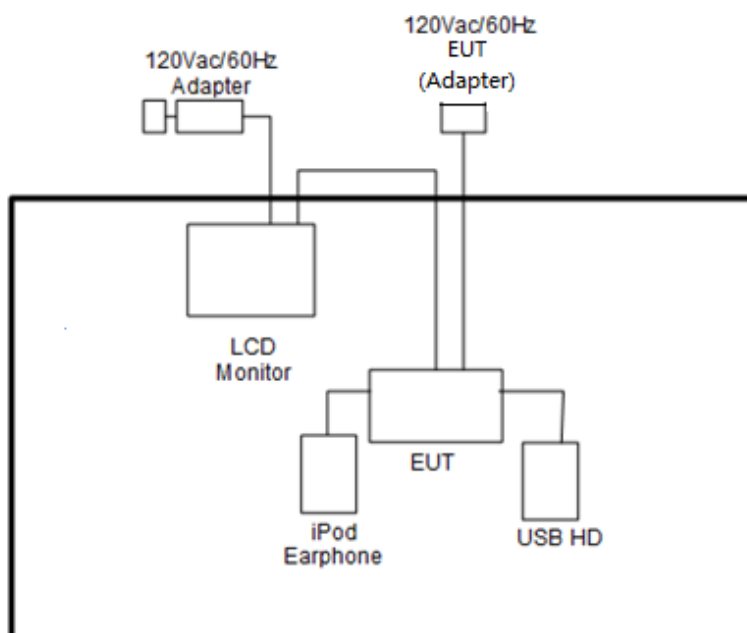 120Vac/60Hz
Adapter
120Vac/60Hz
EUT
(Adapter)
LCD
Monitor
EUT
iPod
Earphone
USB HD